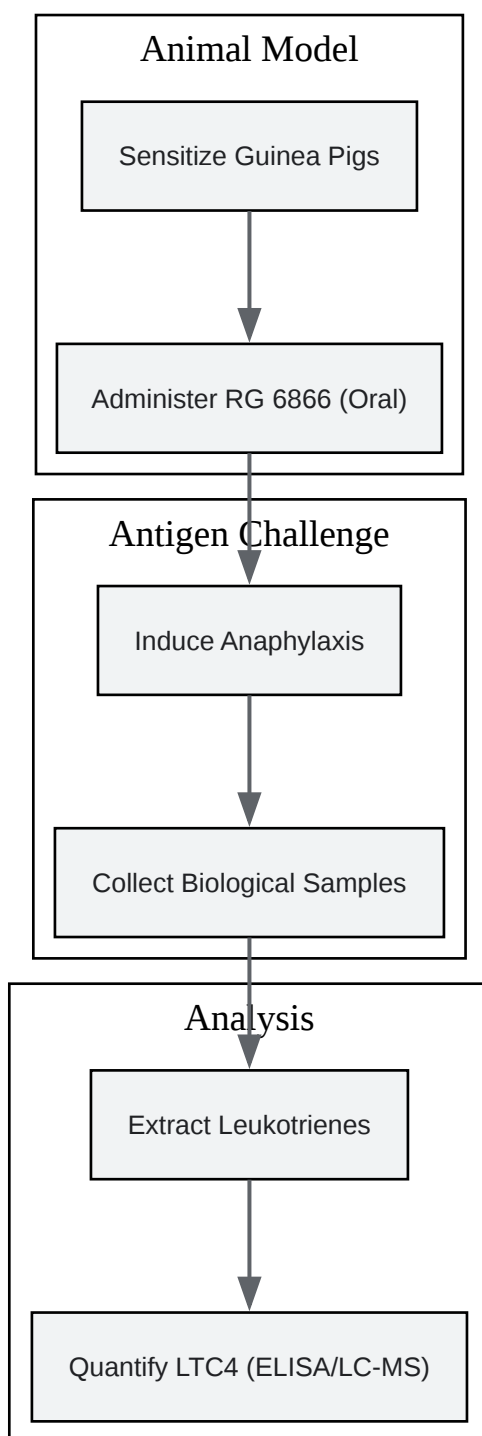 Animal Model
Sensitize Guinea Pigs
Administer RG 6866 (Oral)
Antigen Challenge
Induce Anaphylaxis
Collect Biological Samples
Analysis
Extract Leukotrienes
Quantify LTC4 (ELISA/LC-MS)